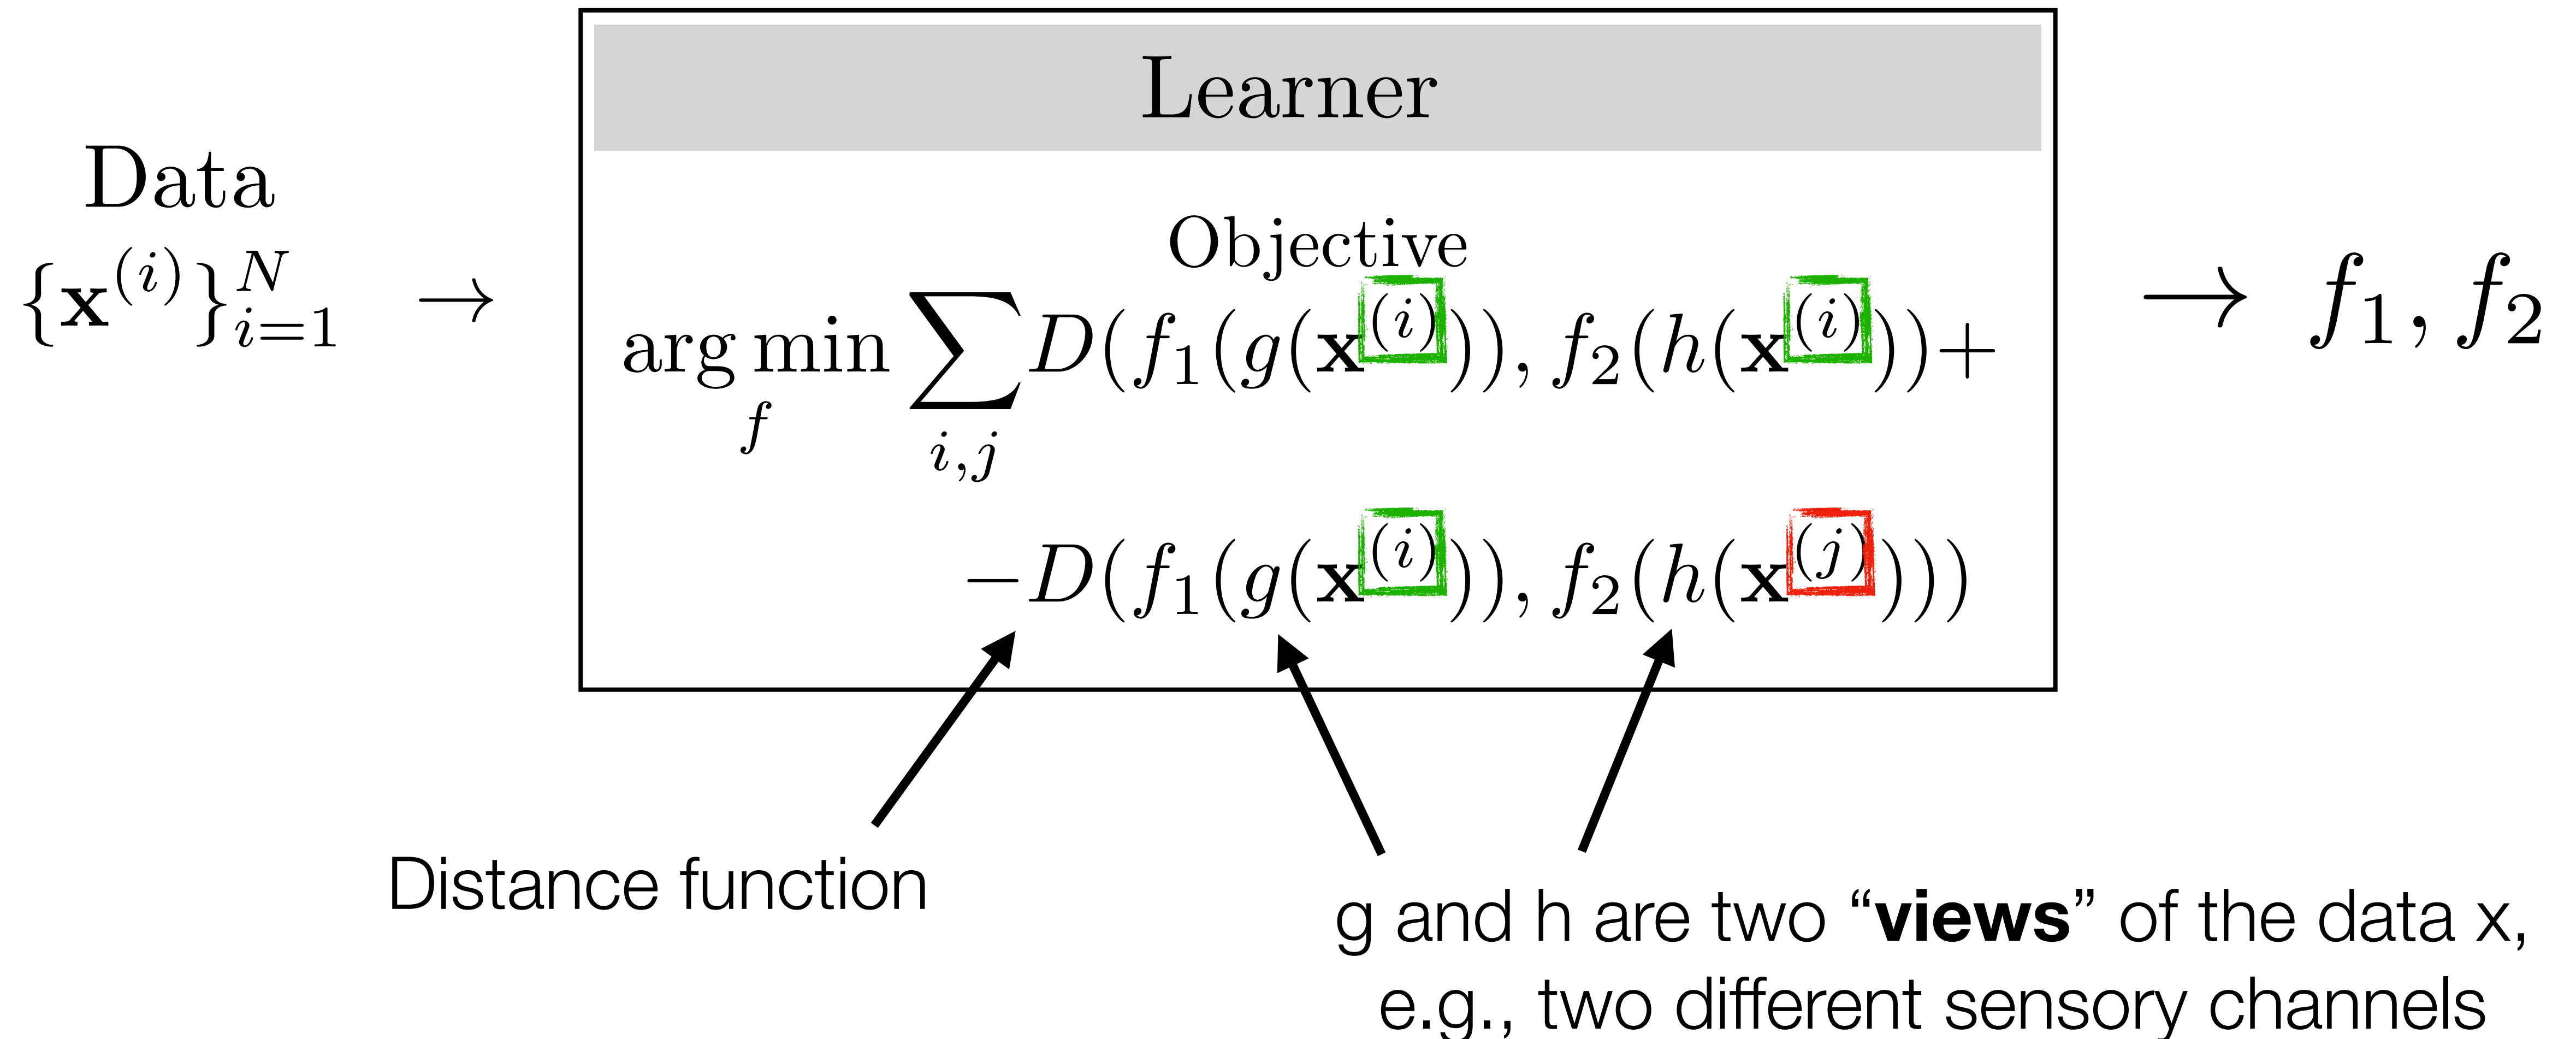 Learner
Data
{x^{(i)}}_{i=1}^{N} →
Objective
arg min_f ∑_{i,j} D(f_1(g(x^{(i)})), f_2(h(x^{(i)}))+
−D(f_1(g(x^{(i)})), f_2(h(x^{(j)})))
→ f_1, f_2
Distance function
g and h are two “views” of the data x,
e.g., two different sensory channels